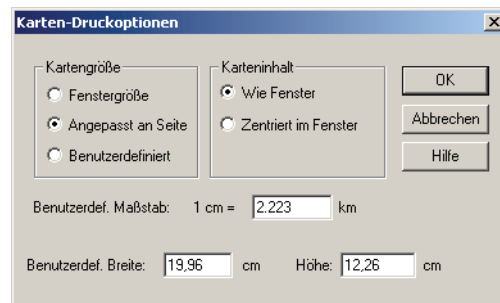 Karten-Druckoptionen
Kartengröße
Fenstergröße
Angepasst an Seite
Benutzerdefiniert
Karteninhalt
Wie Fenster
Zentriert im Fenster
OK
Abbrechen
Hilfe
Benutzerdef. Maßstab: 1 cm = 2.223 km
Benutzerdef. Breite: 19,96 cm Höhe: 12,26 cm